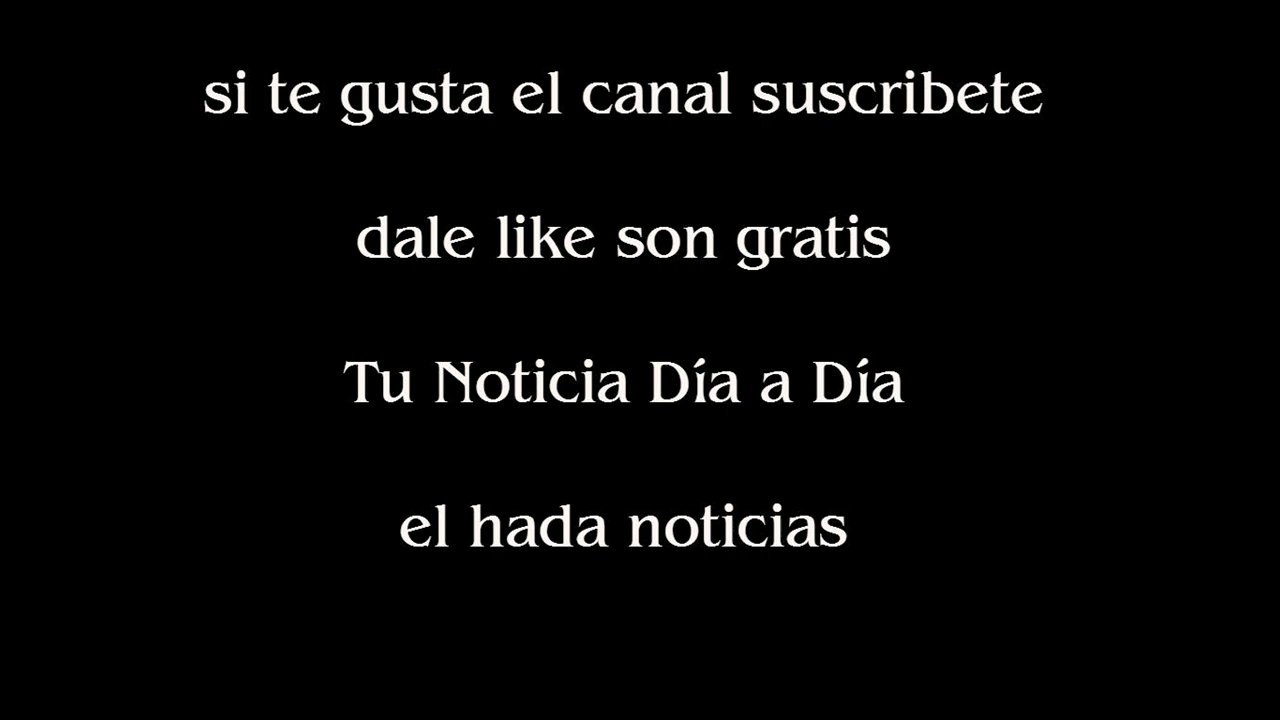 si te gusta el canal suscribete
dale like son gratis
Tu Noticia Día a Día
el hada noticias